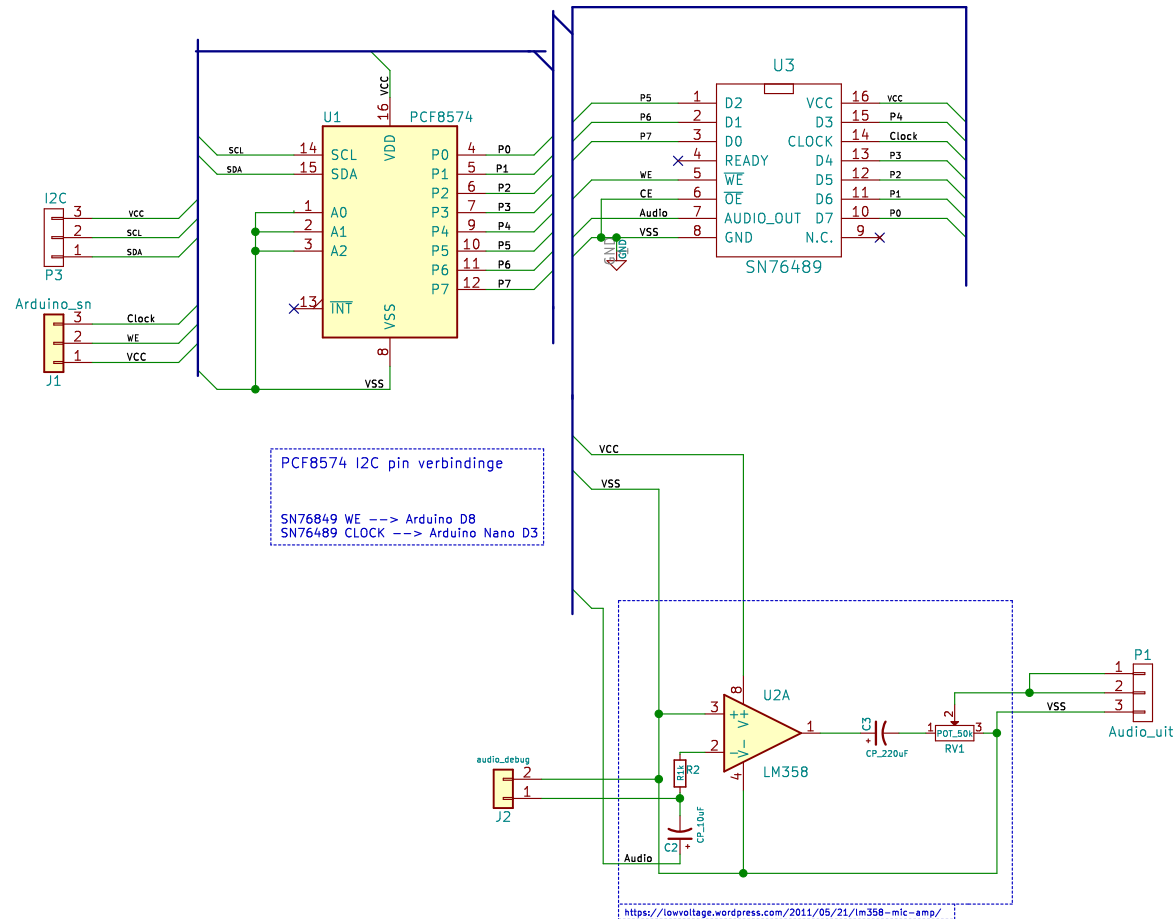 U1
PCF8574
VCC
16
VDD
SCL
14
SCL
P0
4
P0
SDA
15
SDA
P1
5
P1
P2
6
P2
1
A0
P3
7
P3
2
A1
P4
9
P4
3
A2
P5
10
P5
P6
11
P6
P7
12
P7
13
INT
VSS
8
VSS
I2C
3
VCC
2
SCL
1
SDA
P3
Arduino_sn
3
Clock
2
WE
1
VCC
J1
U3
P5
1
D2
VCC
16
VCC
P6
2
D1
D3
15
P4
P7
3
D0
CLOCK
14
Clock
4
READY
D4
13
P3
WE
5
WE
D5
12
P2
CE
6
OE
D6
11
P1
Audio
7
AUDIO_OUT
D7
10
P0
VSS
8
GND
N.C.
9
GND
GND
SN76489
PCF8574 I2C pin verbindinge
SN76849 WE --> Arduino D8
SN76489 CLOCK --> Arduino Nano D3
VCC
VSS
U2A
8
3
+
V+
1
2
-
V-
4
LM358
C3
+
CP_220uF
2
1
POT_50k
3
RV1
P1
1
2
VSS
3
Audio_uit
audio_debug
2
1
J2
R1k
R2
CP_10uF
C2
+
Audio
https://lowvoltage.wordpress.com/2011/05/21/lm358-mic-amp/